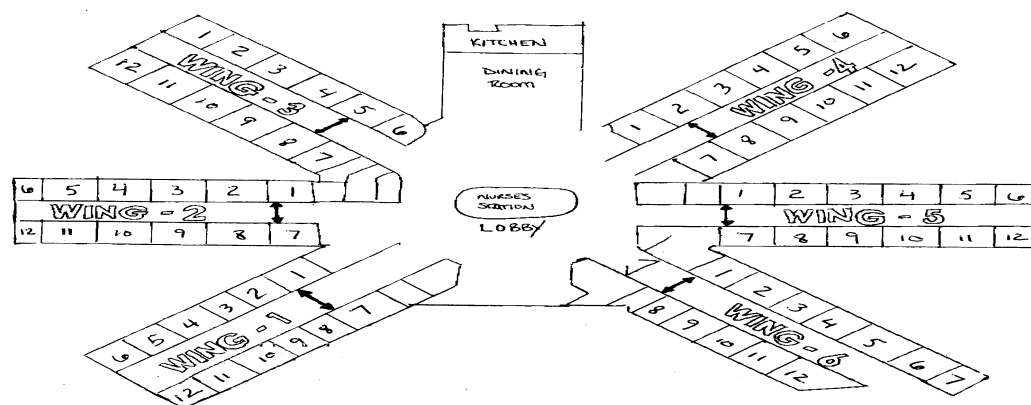 KITCHEN
DINING
ROOM
NURSES
STATION
LOBBY
WING-3
1 2 3 4 5 6
12 11 10 9 8 7
WING-4
1 2 3 4 5 6
7 8 9 10 11 12
6 5 4 3 2 1
WING-2
12 11 10 9 8 7
1 2 3 4 5 6
WING-5
7 8 9 10 11 12
6 5 4 3 2 1
WING-1
12 11 10 9 8 7
1 2 3 4 5 6 7
WING-6
8 9 10 11 12